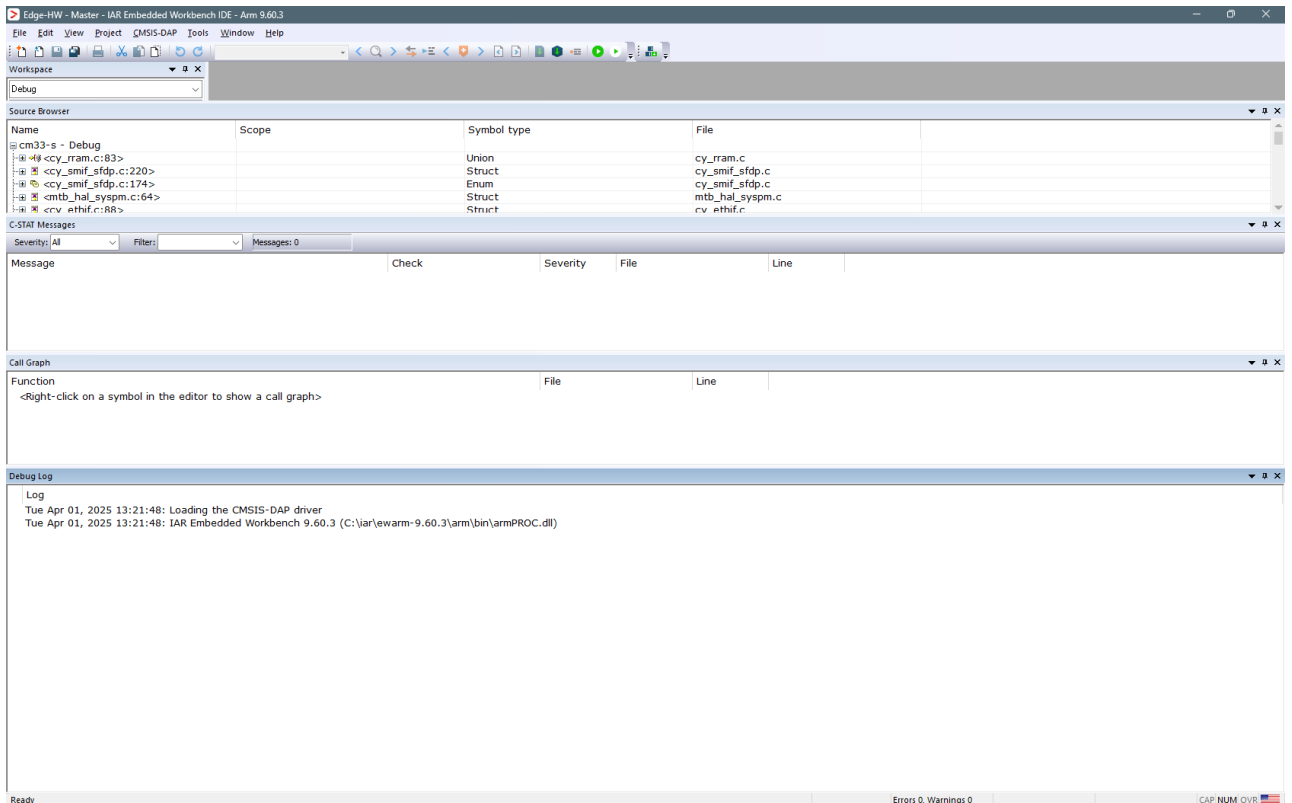 Edge-HW - Master - IAR Embedded Workbench IDE - Arm 9.60.3
File Edit View Project CMSIS-DAP Tools Window Help
Workspace
Debug
Source Browser
Name Scope Symbol type File
cm33-s - Debug
<cy_rram.c:83> Union cy_rram.c
<cy_smif_sfdp.c:220> Struct cy_smif_sfdp.c
<cy_smif_sfdp.c:174> Enum cy_smif_sfdp.c
<mtb_hal_syspm.c:64> Struct mtb_hal_syspm.c
<cy_ethif.c:88> Struct cy_ethif.c
C-STAT Messages
Severity: All Filter: Messages: 0
Message Check Severity File Line
Call Graph
Function File Line
<Right-click on a symbol in the editor to show a call graph>
Debug Log
Log
Tue Apr 01, 2025 13:21:48: Loading the CMSIS-DAP driver
Tue Apr 01, 2025 13:21:48: IAR Embedded Workbench 9.60.3 (C:\iar\ewarm-9.60.3\arm\bin\armPROC.dll)
Ready Errors 0, Warnings 0 CAP NUM OVR